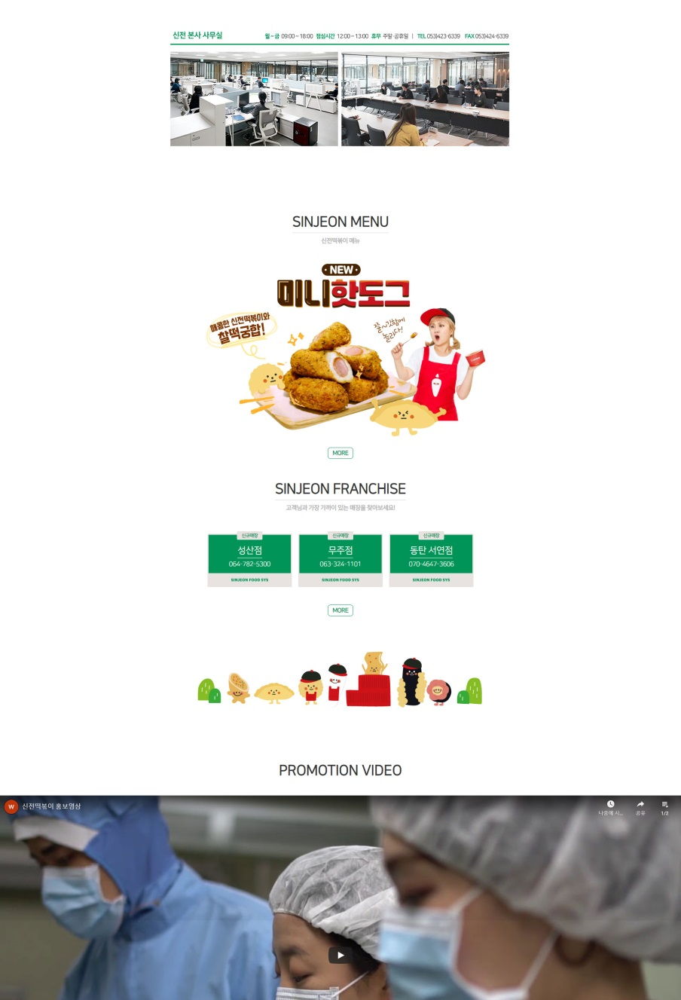 신전 본사 사무실
월~금 09:00~18:00 점심시간 12:00~13:00 휴무 주말·공휴일 | TEL 053)423-6339 FAX 053)424-6339
SINJEON MENU
신전떡볶이 메뉴
·NEW·
미니핫도그
매콤한 신전떡볶이와
찰떡궁합!
놀라다!
MORE
SINJEON FRANCHISE
고객님과 가장 가까이 있는 매장을 찾아보세요!
신규매장 신규매장 신규매장
성산점 무주점 동탄 서연점
064-782-5300 063-324-1101 070-4647-3606
SINJEON FOOD SYS SINJEON FOOD SYS SINJEON FOOD SYS
MORE
PROMOTION VIDEO
W 신전떡볶이 홍보영상
나중에 시... 공유 1/2